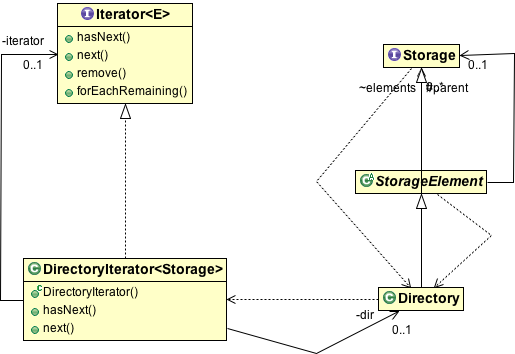 Iterator<E>
hasNext()
next()
remove()
forEachRemaining()
-iterator
0..1
Storage
0..1
~elements
#parent
StorageElement
DirectoryIterator<Storage>
DirectoryIterator()
hasNext()
next()
Directory
-dir
0..1